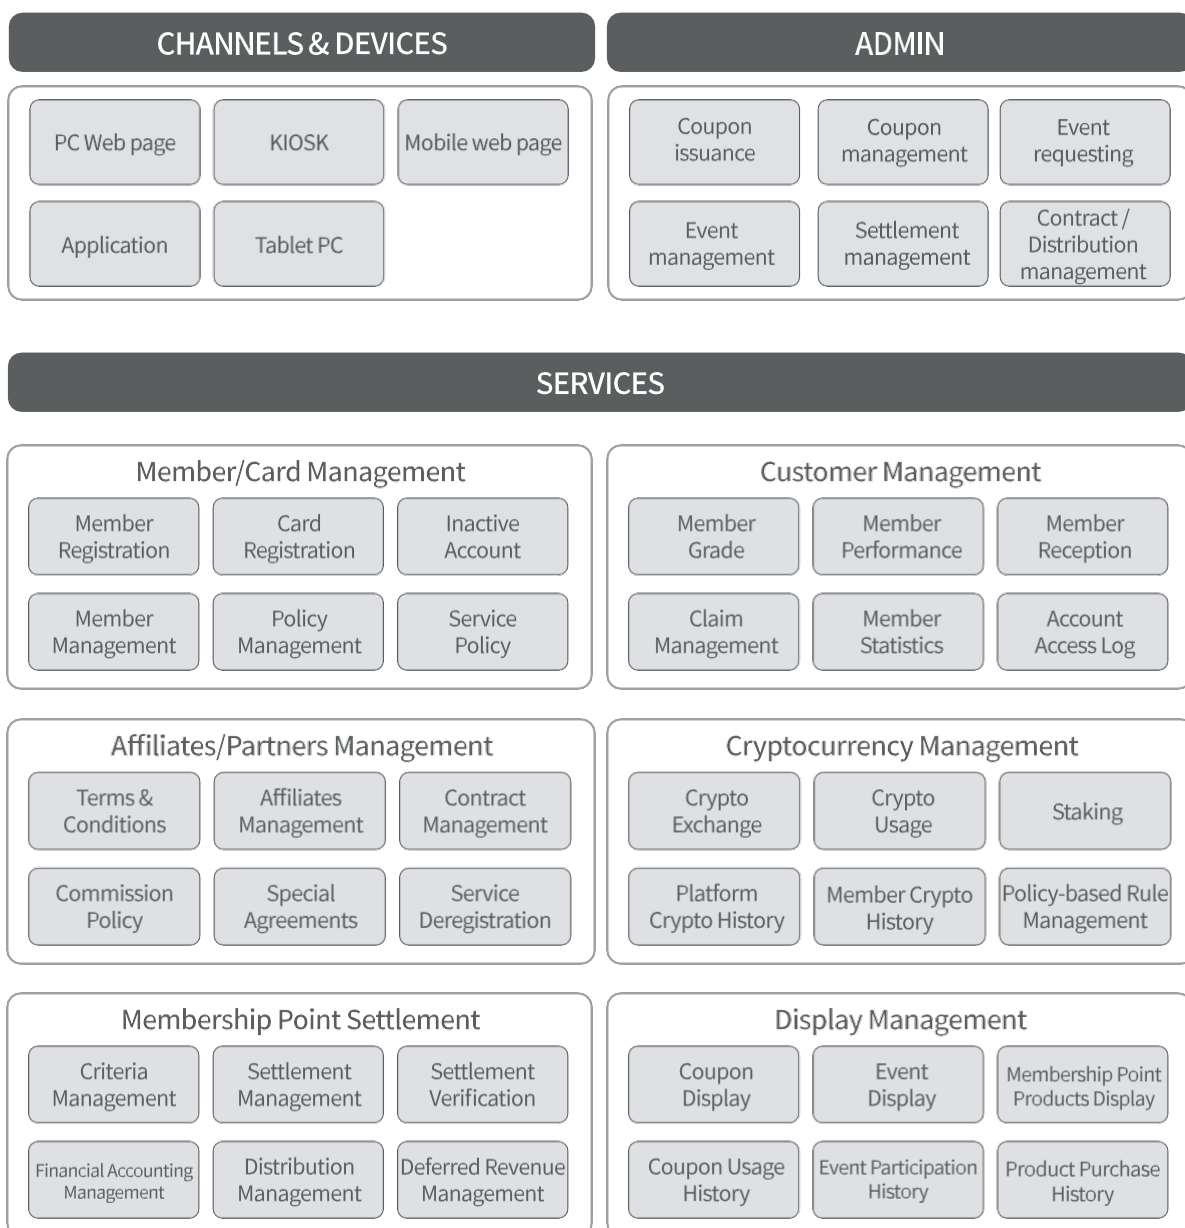 CHANNELS & DEVICES
PC Web page
KIOSK
Mobile web page
Application
Tablet PC
ADMIN
Coupon
issuance
Coupon
management
Event
requesting
Event
management
Settlement
management
Contract /
Distribution
management
SERVICES
Member/Card Management
Member
Registration
Card
Registration
Inactive
Account
Member
Management
Policy
Management
Service
Policy
Customer Management
Member
Grade
Member
Performance
Member
Reception
Claim
Management
Member
Statistics
Account
Access Log
Affiliates/Partners Management
Terms &
Conditions
Affiliates
Management
Contract
Management
Commission
Policy
Special
Agreements
Service
Deregistration
Cryptocurrency Management
Crypto
Exchange
Crypto
Usage
Staking
Platform
Crypto History
Member Crypto
History
Policy-based Rule
Management
Membership Point Settlement
Criteria
Management
Settlement
Management
Settlement
Verification
Financial Accounting
Management
Distribution
Management
Deferred Revenue
Management
Display Management
Coupon
Display
Event
Display
Membership Point
Products Display
Coupon Usage
History
Event Participation
History
Product Purchase
History